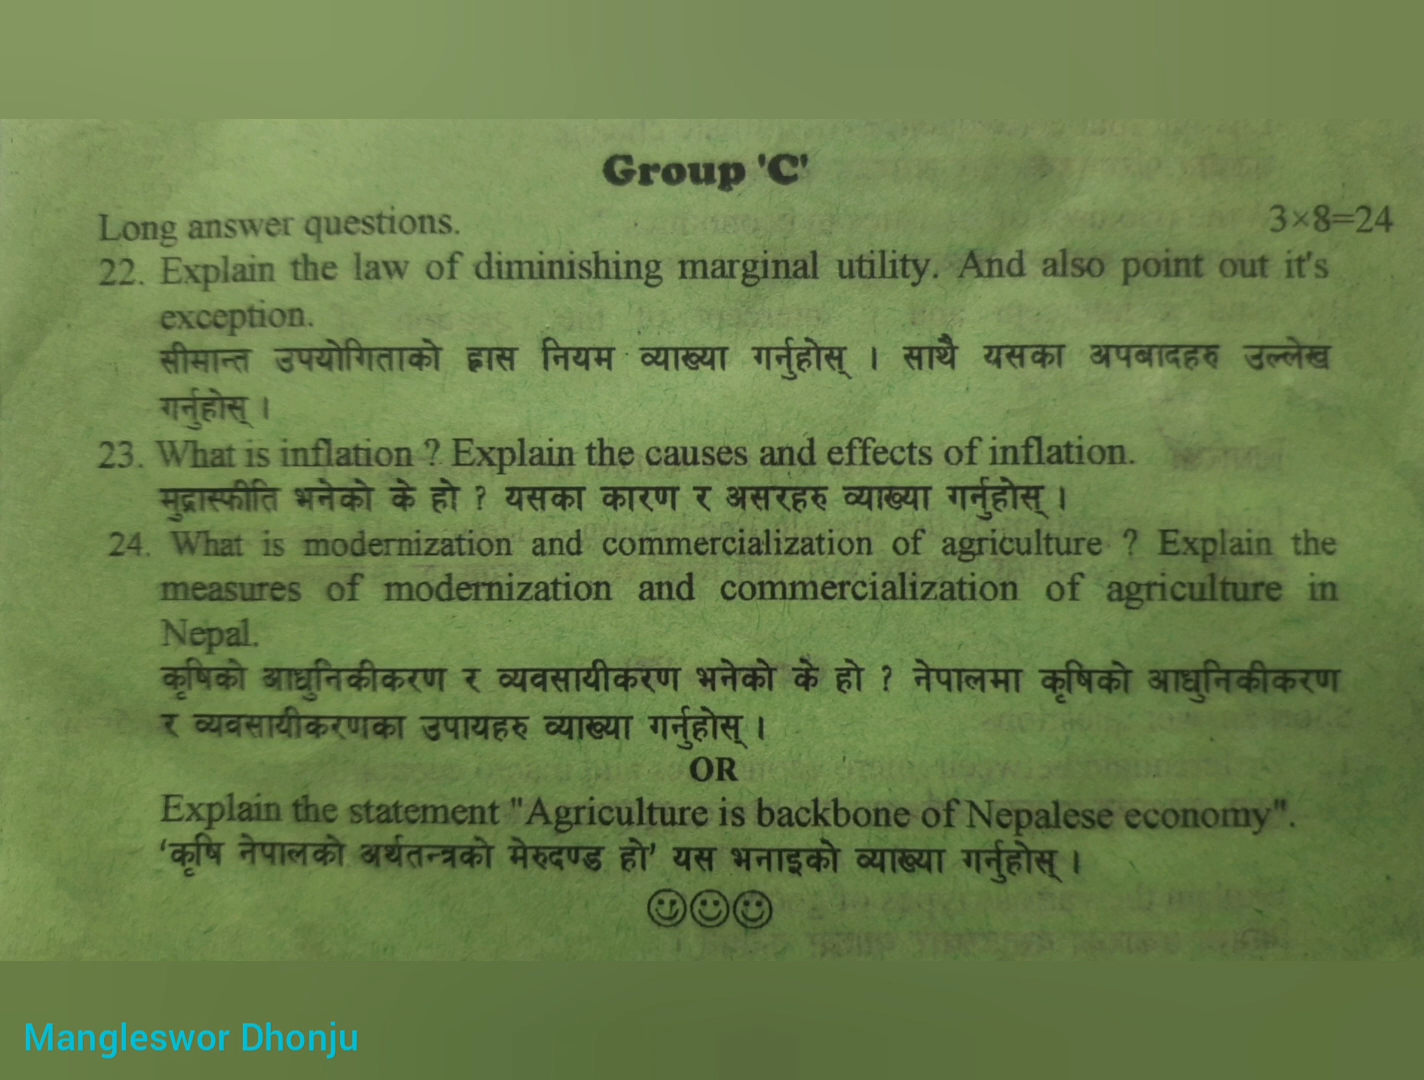 Group 'C'
Long answer questions. 3×8=24
22. Explain the law of diminishing marginal utility. And also point out it's
exception.
सीमान्त उपयोगिताको ह्रास नियम व्याख्या गर्नुहोस् । साथै यसका अपबादहरु उल्लेख
गर्नुहोस् ।
23. What is inflation ? Explain the causes and effects of inflation.
मुद्रास्फीति भनेको के हो ? यसका कारण र असरहरु व्याख्या गर्नुहोस् ।
24. What is modernization and commercialization of agriculture ? Explain the
measures of modernization and commercialization of agriculture in
Nepal.
कृषिको आधुनिकीकरण र व्यवसायीकरण भनेको के हो ? नेपालमा कृषिको आधुनिकीकरण
र व्यवसायीकरणका उपायहरु व्याख्या गर्नुहोस् ।
OR
Explain the statement "Agriculture is backbone of Nepalese economy".
'कृषि नेपालको अर्थतन्त्रको मेरुदण्ड हो' यस भनाइको व्याख्या गर्नुहोस् ।
Mangleswor Dhonju